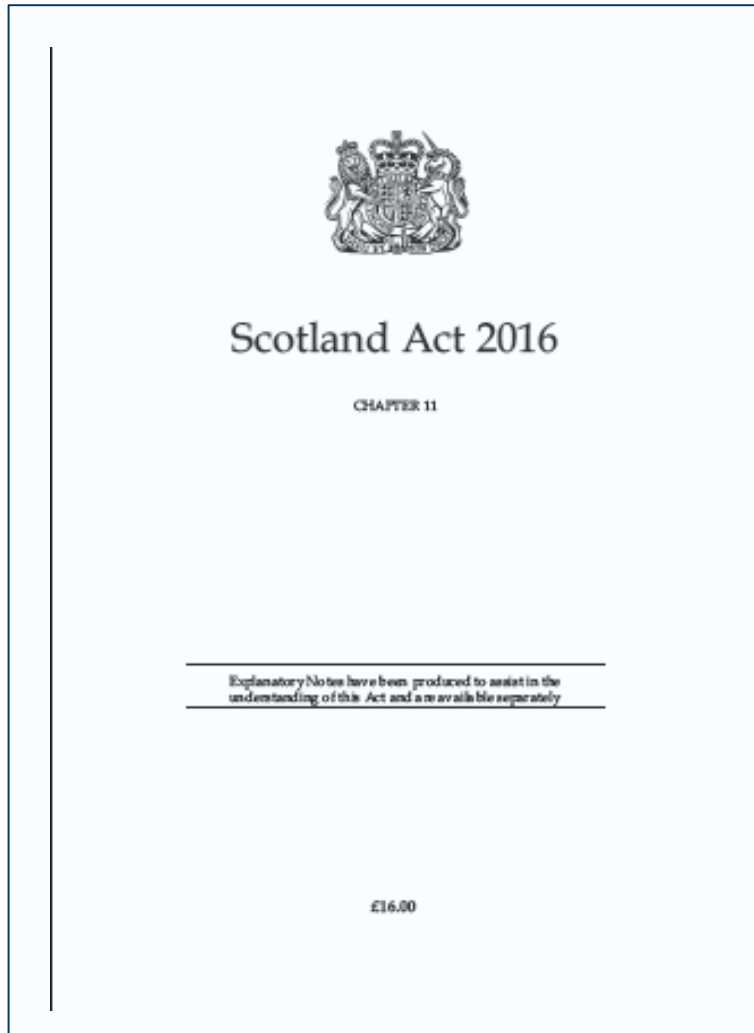 Scotland Act 2016
CHAPTER 11
Explanatory Notes have been produced to assist in the
understanding of this Act and are available separately
£16.00